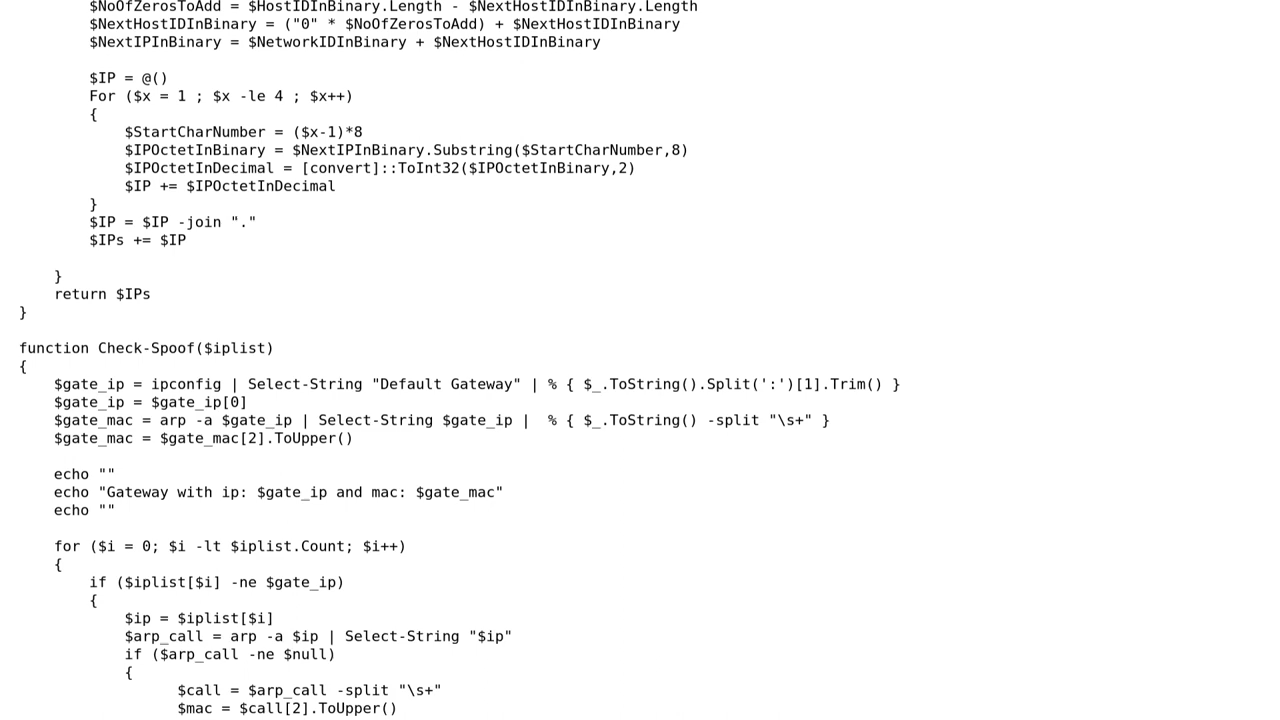 $NoOfZerosToAdd = $HostIDInBinary.Length - $NextHostIDInBinary.Length
        $NextHostIDInBinary = ("0" * $NoOfZerosToAdd) + $NextHostIDInBinary
        $NextIPInBinary = $NetworkIDInBinary + $NextHostIDInBinary

        $IP = @()
        For ($x = 1 ; $x -le 4 ; $x++)
        {
            $StartCharNumber = ($x-1)*8
            $IPOctetInBinary = $NextIPInBinary.Substring($StartCharNumber,8)
            $IPOctetInDecimal = [convert]::ToInt32($IPOctetInBinary,2)
            $IP += $IPOctetInDecimal
        }
        $IP = $IP -join "."
        $IPs += $IP

    }
    return $IPs
}

function Check-Spoof($iplist)
{
    $gate_ip = ipconfig | Select-String "Default Gateway" | % { $_.ToString().Split(':')[1].Trim() }
    $gate_ip = $gate_ip[0]
    $gate_mac = arp -a $gate_ip | Select-String $gate_ip |  % { $_.ToString() -split "\s+" }
    $gate_mac = $gate_mac[2].ToUpper()

    echo ""
    echo "Gateway with ip: $gate_ip and mac: $gate_mac"
    echo ""

    for ($i = 0; $i -lt $iplist.Count; $i++)
    {
        if ($iplist[$i] -ne $gate_ip)
        {
            $ip = $iplist[$i]
            $arp_call = arp -a $ip | Select-String "$ip"
            if ($arp_call -ne $null)
            {
                  $call = $arp_call -split "\s+"
                  $mac = $call[2].ToUpper()